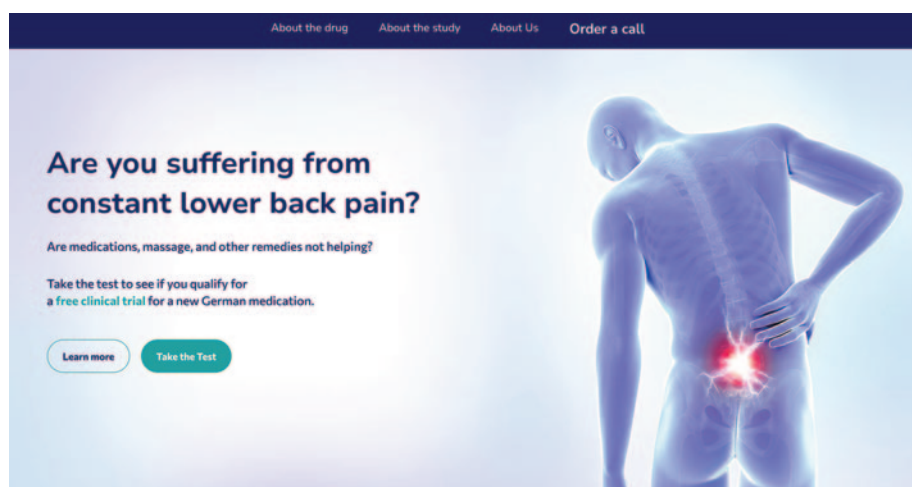 About the drug About the study About Us Order a call
Are you suffering from
constant lower back pain?
Are medications, massage, and other remedies not helping?
Take the test to see if you qualify for
a free clinical trial for a new German medication.
Learn more Take the Test